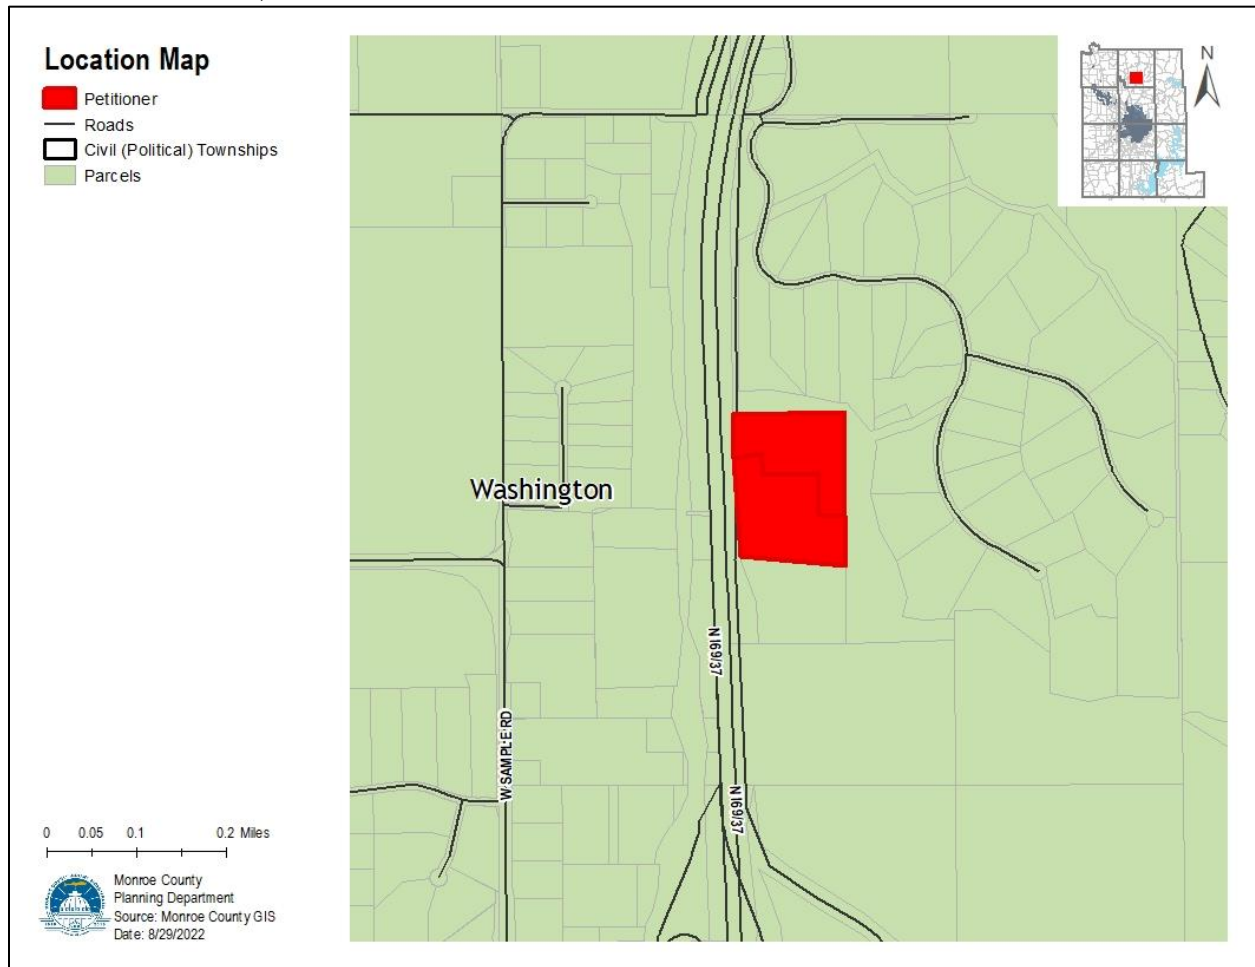 Location Map
Petitioner
Roads
Civil (Political) Townships
Parcels
N
Washington
N I69/37
W SAMPLE RD
N I69/37
0 0.05 0.1 0.2 Miles
Monroe County
Planning Department
Source: Monroe County GIS
Date: 8/29/2022